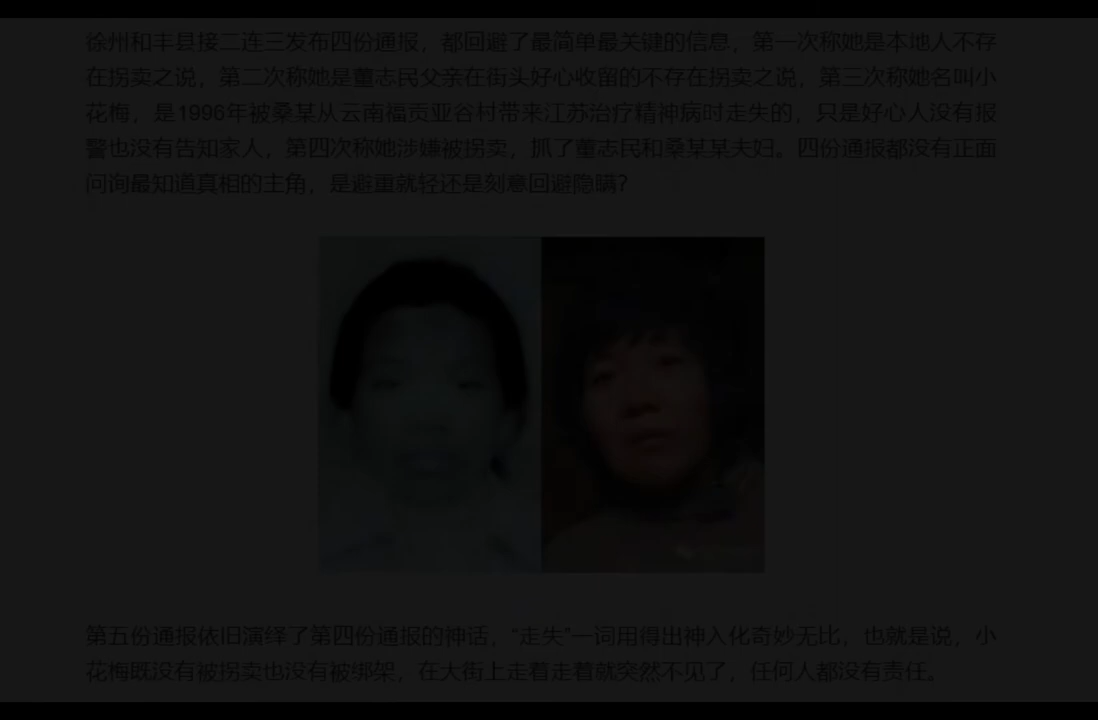 徐州和丰县接二连三发布四份通报，都回避了最简单最关键的信息，第一次称她是本地人不存
在拐卖之说，第二次称她是董志民父亲在街头好心收留的不存在拐卖之说，第三次称她名叫小
花梅，是1996年被桑某从云南福贡亚谷村带来江苏治疗精神病时走失的，只是好心人没有报
警也没有告知家人，第四次称她涉嫌被拐卖，抓了董志民和桑某某夫妇。四份通报都没有正面
问询最知道真相的主角，是避重就轻还是刻意回避隐瞒？
第五份通报依旧演绎了第四份通报的神话，“走失”一词用得出神入化奇妙无比，也就是说，小
花梅既没有被拐卖也没有被绑架，在大街上走着走着就突然不见了，任何人都没有责任。